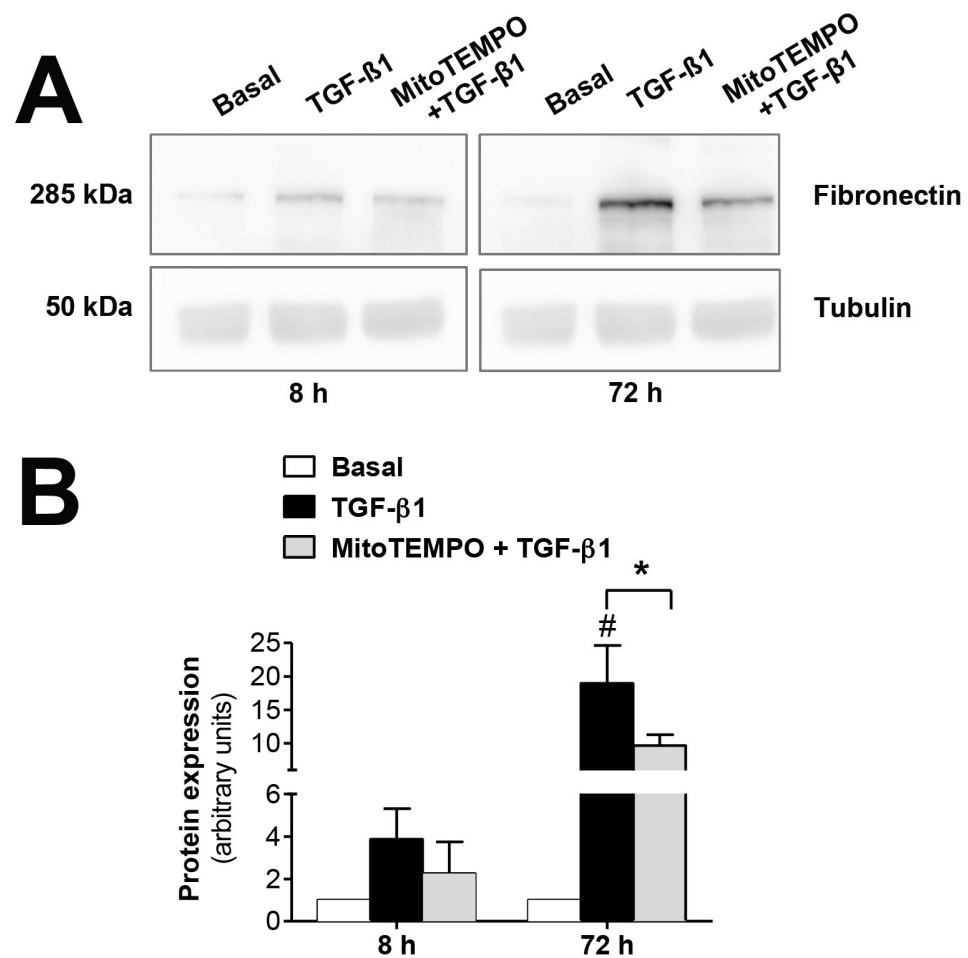 A
Basal
TGF-ß1
MitoTEMPO
+TGF-β1
Basal
TGF-ß1
MitoTEMPO
+TGF-β1
285 kDa
Fibronectin
50 kDa
Tubulin
8 h
72 h
B
Basal
TGF-β1
MitoTEMPO + TGF-β1
*
#
Protein expression
(arbitrary units)
25
20
15
10
6
4
2
0
8 h
72 h